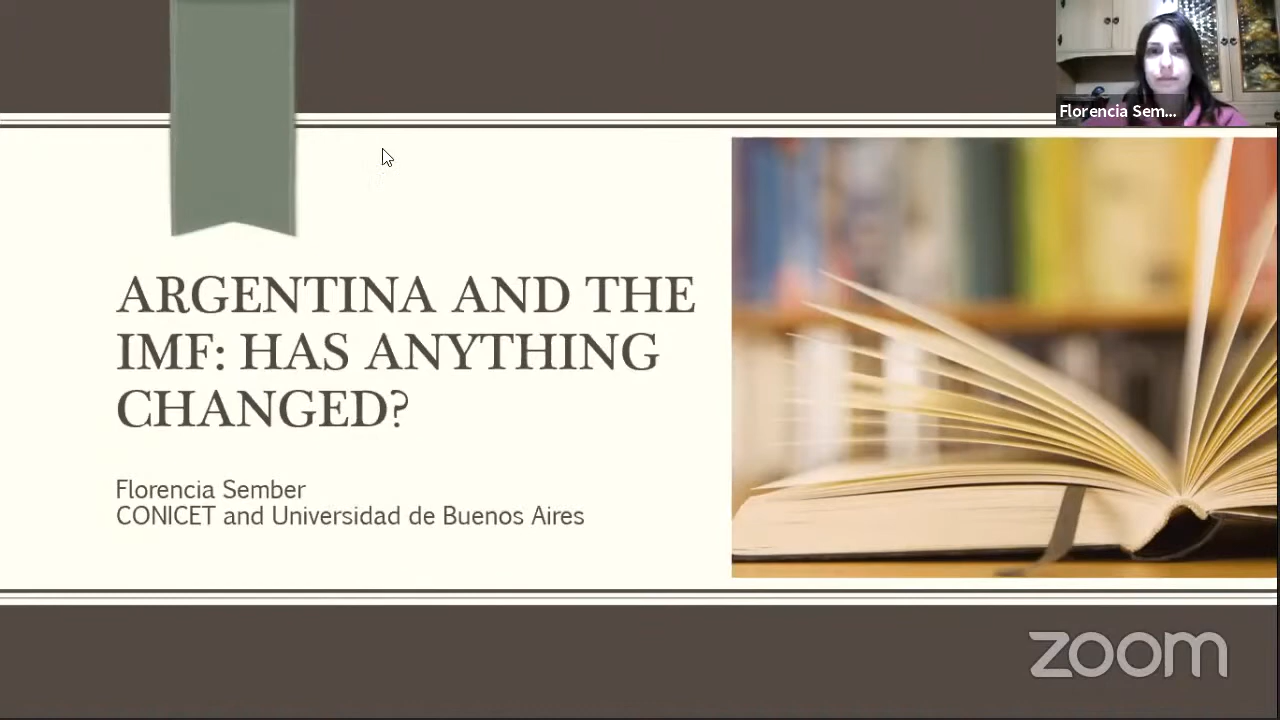 Florencia Sem...
ARGENTINA AND THE
IMF: HAS ANYTHING
CHANGED?
Florencia Sember
CONICET and Universidad de Buenos Aires
zoom